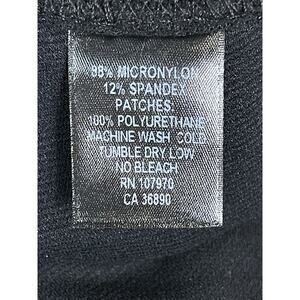 88% MICRONYLON
12% SPANDEX
PATCHES:
100% POLYURETHANE
MACHINE WASH COLD
TUMBLE DRY LOW
NO BLEACH
RN 107970
CA 36890